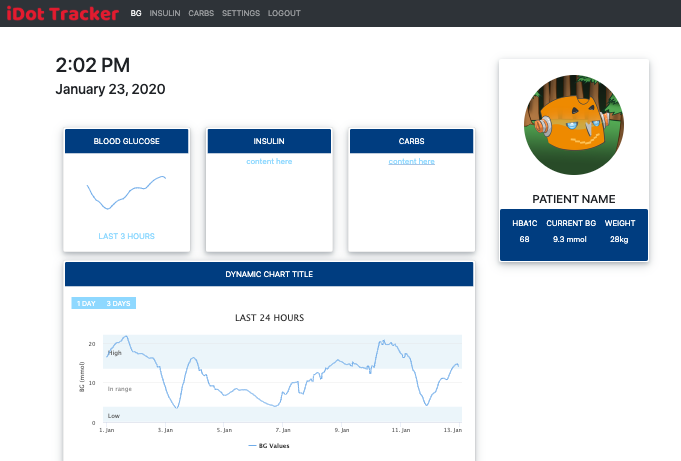 iDot Tracker BG INSULIN CARBS SETTINGS LOGOUT
2:02 PM
January 23, 2020
BLOOD GLUCOSE
LAST 3 HOURS
INSULIN
content here
CARBS
content here
PATIENT NAME
HBA1C CURRENT BG WEIGHT
68 9.3 mmol 28kg
DYNAMIC CHART TITLE
1 DAY 3 DAYS
LAST 24 HOURS
BG (mmol)
20
10
0
High
In range
Low
1. Jan 3. Jan 5. Jan 7. Jan 9. Jan 11. Jan 13. Jan
BG Values